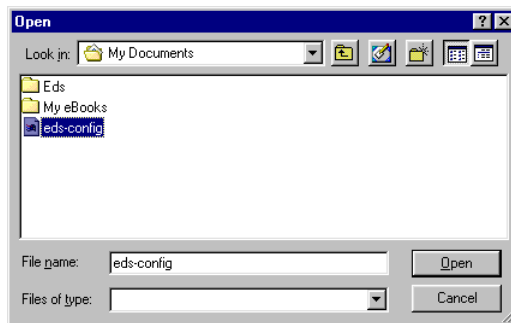 Open
Look in: My Documents
Eds
My eBooks
eds-config
File name: eds-config Open
Files of type: Cancel